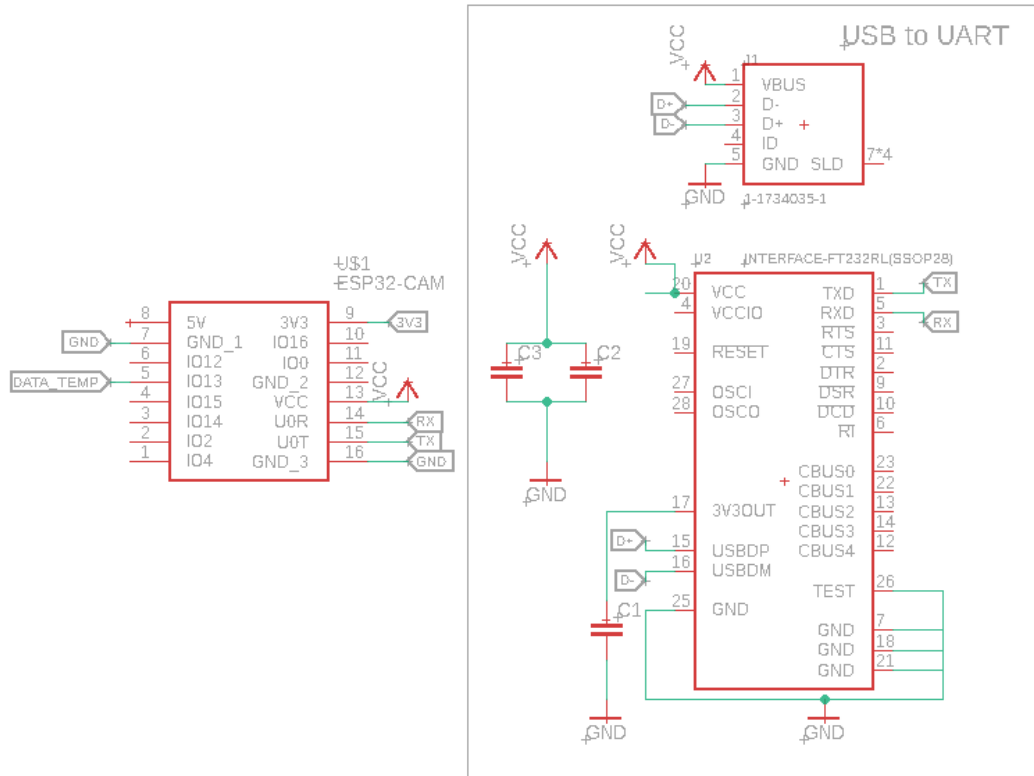 USB to UART
VCC
J1
1 VBUS
D+ 2 D-
D- 3 D+
4 ID
5 GND SLD 7*4
GND
1-1734035-1
U$1
ESP32-CAM
8 5V 3V3 9 3V3
GND 7 GND_1 IO16 10
6 IO12 IO0 11
DATA_TEMP 5 IO13 GND_2 12
4 IO15 VCC 13 VCC
3 IO14 U0R 14 RX
2 IO2 U0T 15 TX
1 IO4 GND_3 16 GND
VCC
C3 C2
GND
VCC
U2 INTERFACE-FT232RL(SSOP28)
20 VCC TXD 1 TX
4 VCCIO RXD 5 RX
RTS 3
19 RESET CTS 11
DTR 2
27 OSCI DSR 9
28 OSCO DCD 10
RI 6
CBUS0 23
CBUS1 22
17 3V3OUT CBUS2 13
CBUS3 14
D+ 15 USBDP CBUS4 12
D- 16 USBDM
TEST 26
25 GND
GND 7
GND 18
GND 21
C1
GND
GND